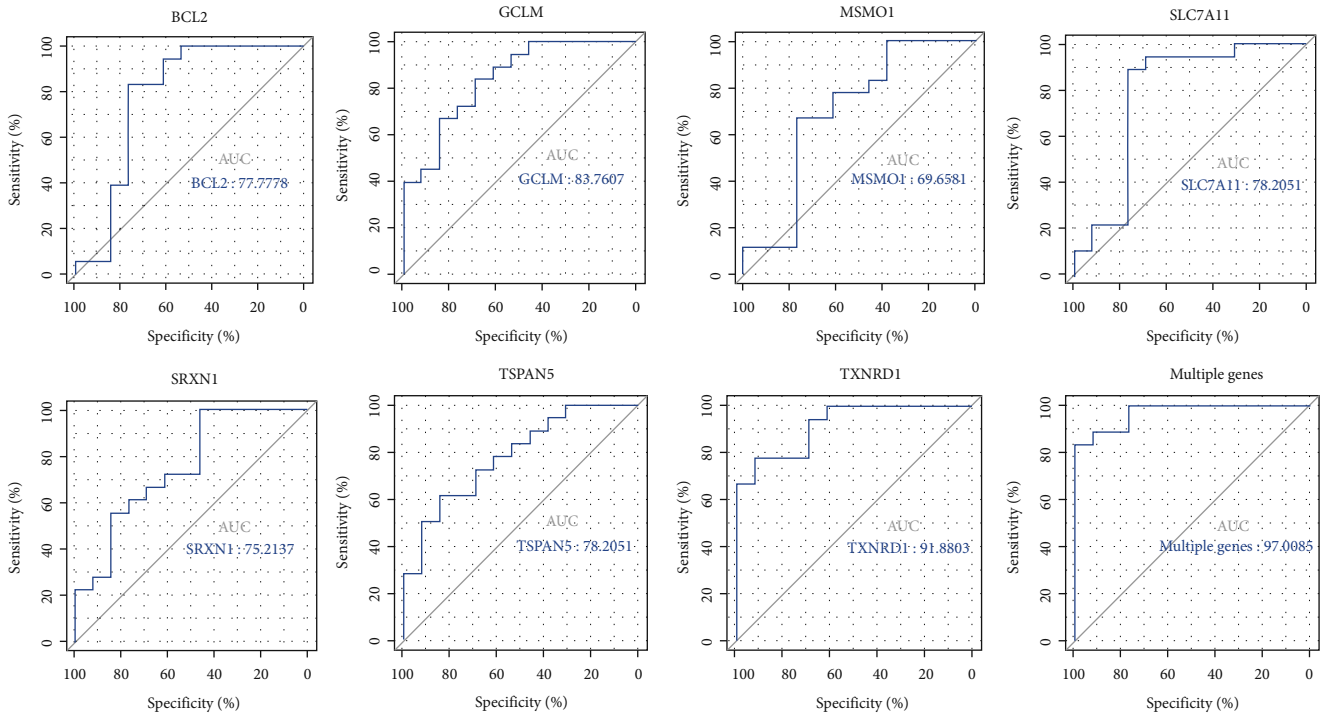 BCL2
Sensitivity (%)
100
80
60
40
20
0
AUC
BCL2 : 77.7778
100 80 60 40 20 0
Specificity (%)
GCLM
Sensitivity (%)
100
80
60
40
20
0
AUC
GCLM : 83.7607
100 80 60 40 20 0
Specificity (%)
MSMO1
Sensitivity (%)
100
80
60
40
20
0
AUC
MSMO1 : 69.6581
100 80 60 40 20 0
Specificity (%)
SLC7A11
Sensitivity (%)
100
80
60
40
20
0
AUC
SLC7A11 : 78.2051
100 80 60 40 20 0
Specificity (%)
SRXN1
Sensitivity (%)
100
80
60
40
20
0
AUC
SRXN1 : 75.2137
100 80 60 40 20 0
Specificity (%)
TSPAN5
Sensitivity (%)
100
80
60
40
20
0
AUC
TSPAN5 : 78.2051
100 80 60 40 20 0
Specificity (%)
TXNRD1
Sensitivity (%)
100
80
60
40
20
0
AUC
TXNRD1 : 91.8803
100 80 60 40 20 0
Specificity (%)
Multiple genes
Sensitivity (%)
100
80
60
40
20
0
AUC
Multiple genes : 97.0085
100 80 60 40 20 0
Specificity (%)